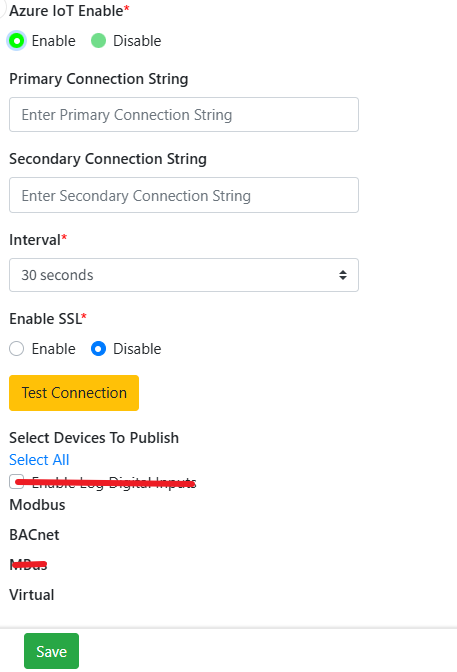 Azure IoT Enable*
Enable Disable
Primary Connection String
Enter Primary Connection String
Secondary Connection String
Enter Secondary Connection String
Interval*
30 seconds
Enable SSL*
Enable Disable
Test Connection
Select Devices To Publish
Select All
Enable Log Digital Inputs
Modbus
BACnet
MBus
Virtual
Save